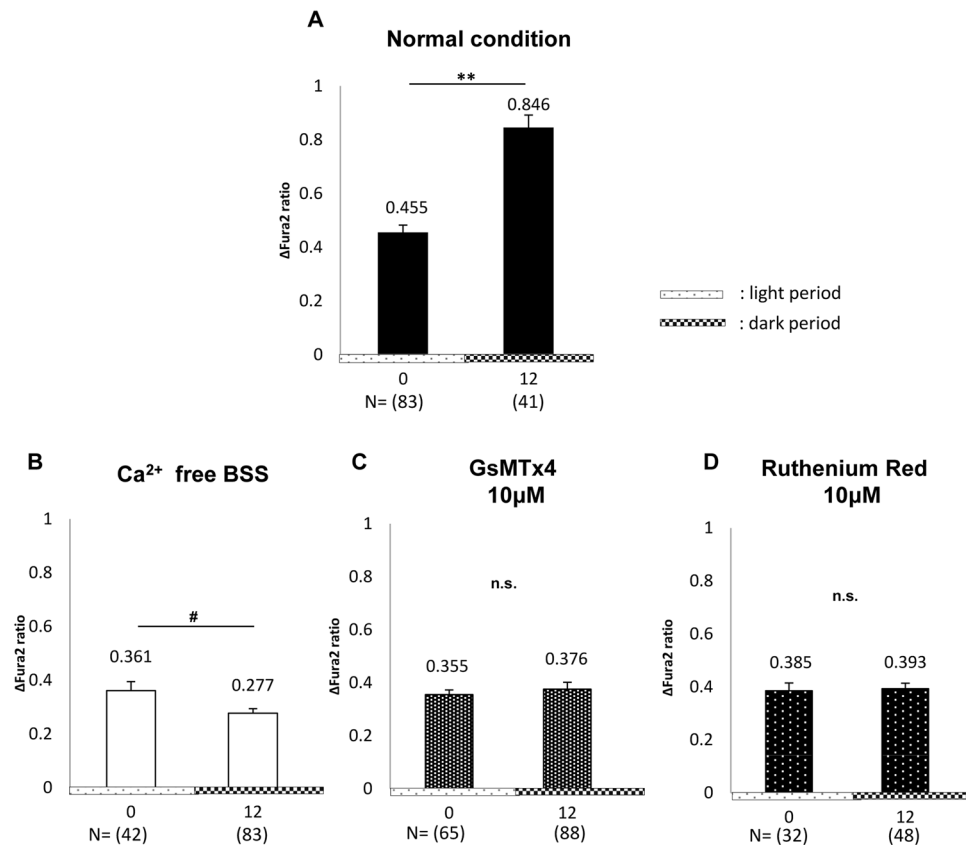 A
Normal condition
**
1
0.846
0.8
0.6
0.455
0.4
0.2
0
ΔFura2 ratio
0 12
N= (83) (41)
: light period
: dark period
B
Ca²⁺ free BSS
1
0.8
0.6
#
0.361
0.277
0.4
0.2
0
ΔFura2 ratio
0 12
N= (42) (83)
C
GsMTx4
10μM
1
0.8
n.s.
0.6
0.355 0.376
0.4
0.2
0
ΔFura2 ratio
0 12
N= (65) (88)
D
Ruthenium Red
10μM
1
0.8
n.s.
0.6
0.385 0.393
0.4
0.2
0
ΔFura2 ratio
0 12
N= (32) (48)